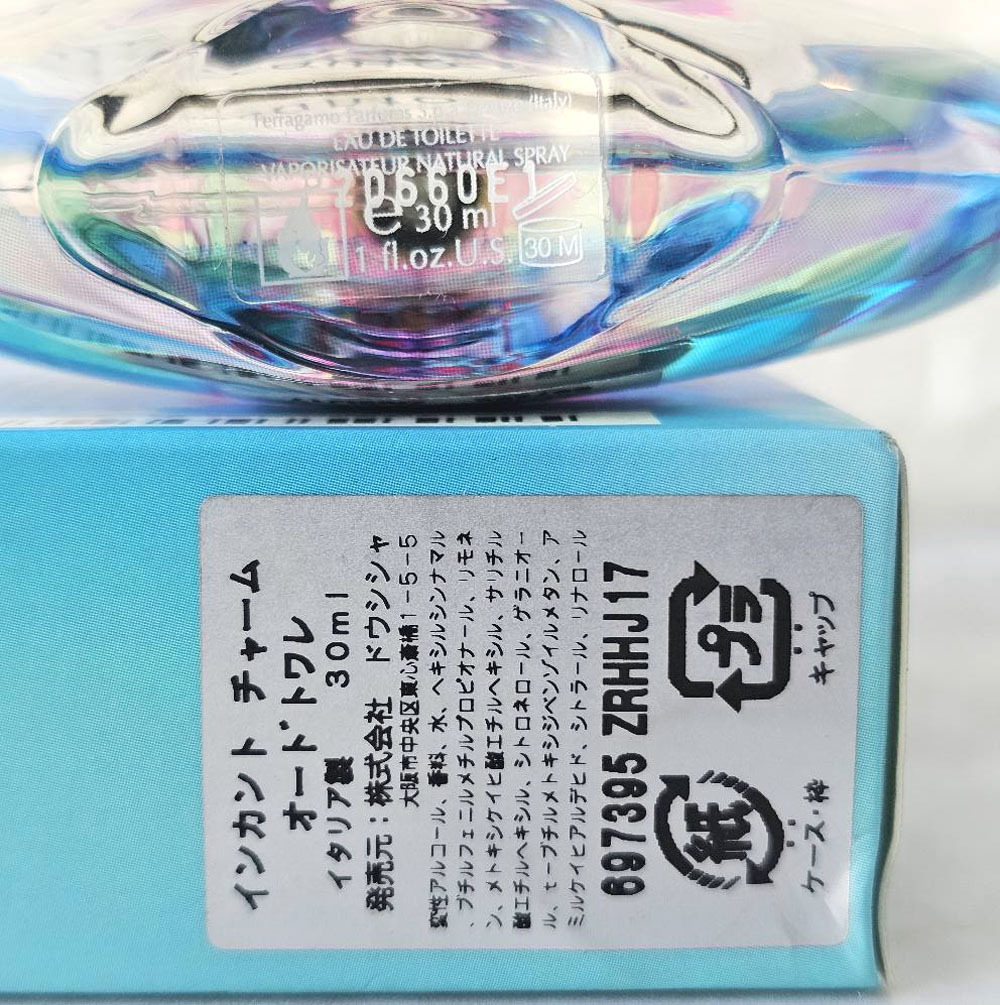 Ferragamo Parfums S.p.A. (Italy)
EAU DE TOILETTE
VAPORISATEUR NATURAL SPRAY
20660E1
e 30 ml
1 fl.oz.U.S.
30 M
インカント チャーム
オードトワレ
イタリア製 30ml
発売元：株式会社 ドウシシャ
大阪市中央区東心斎橋1-5-5
変性アルコール、香料、水、ヘキシルシンナマル
、ブチルフェニルメチルプロピオナール、リモネ
ン、メトキシケイヒ酸エチルヘキシル、サリチル
酸エチルヘキシル、シトロネロール、ゲラニオー
ル、t-ブチルメトキシジベンゾイルメタン、ア
ミルケイヒアルデヒド、シトラール、リナロール
697395 ZRHHJ17
紙
プラ
ケース・枠
キャップ